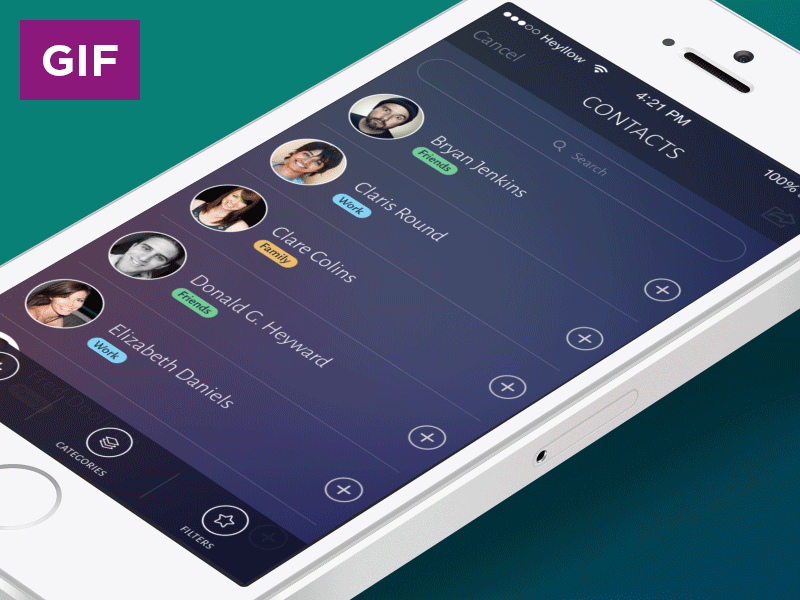 GIF
Heyllow
4:21 PM
100%
Cancel
CONTACTS
Search
Bryan Jenkins
Friends
Claris Round
Work
Clare Colins
Family
Donald C. Heyward
Friends
Elizabeth Daniels
Work
CATEGORIES
FILTERS